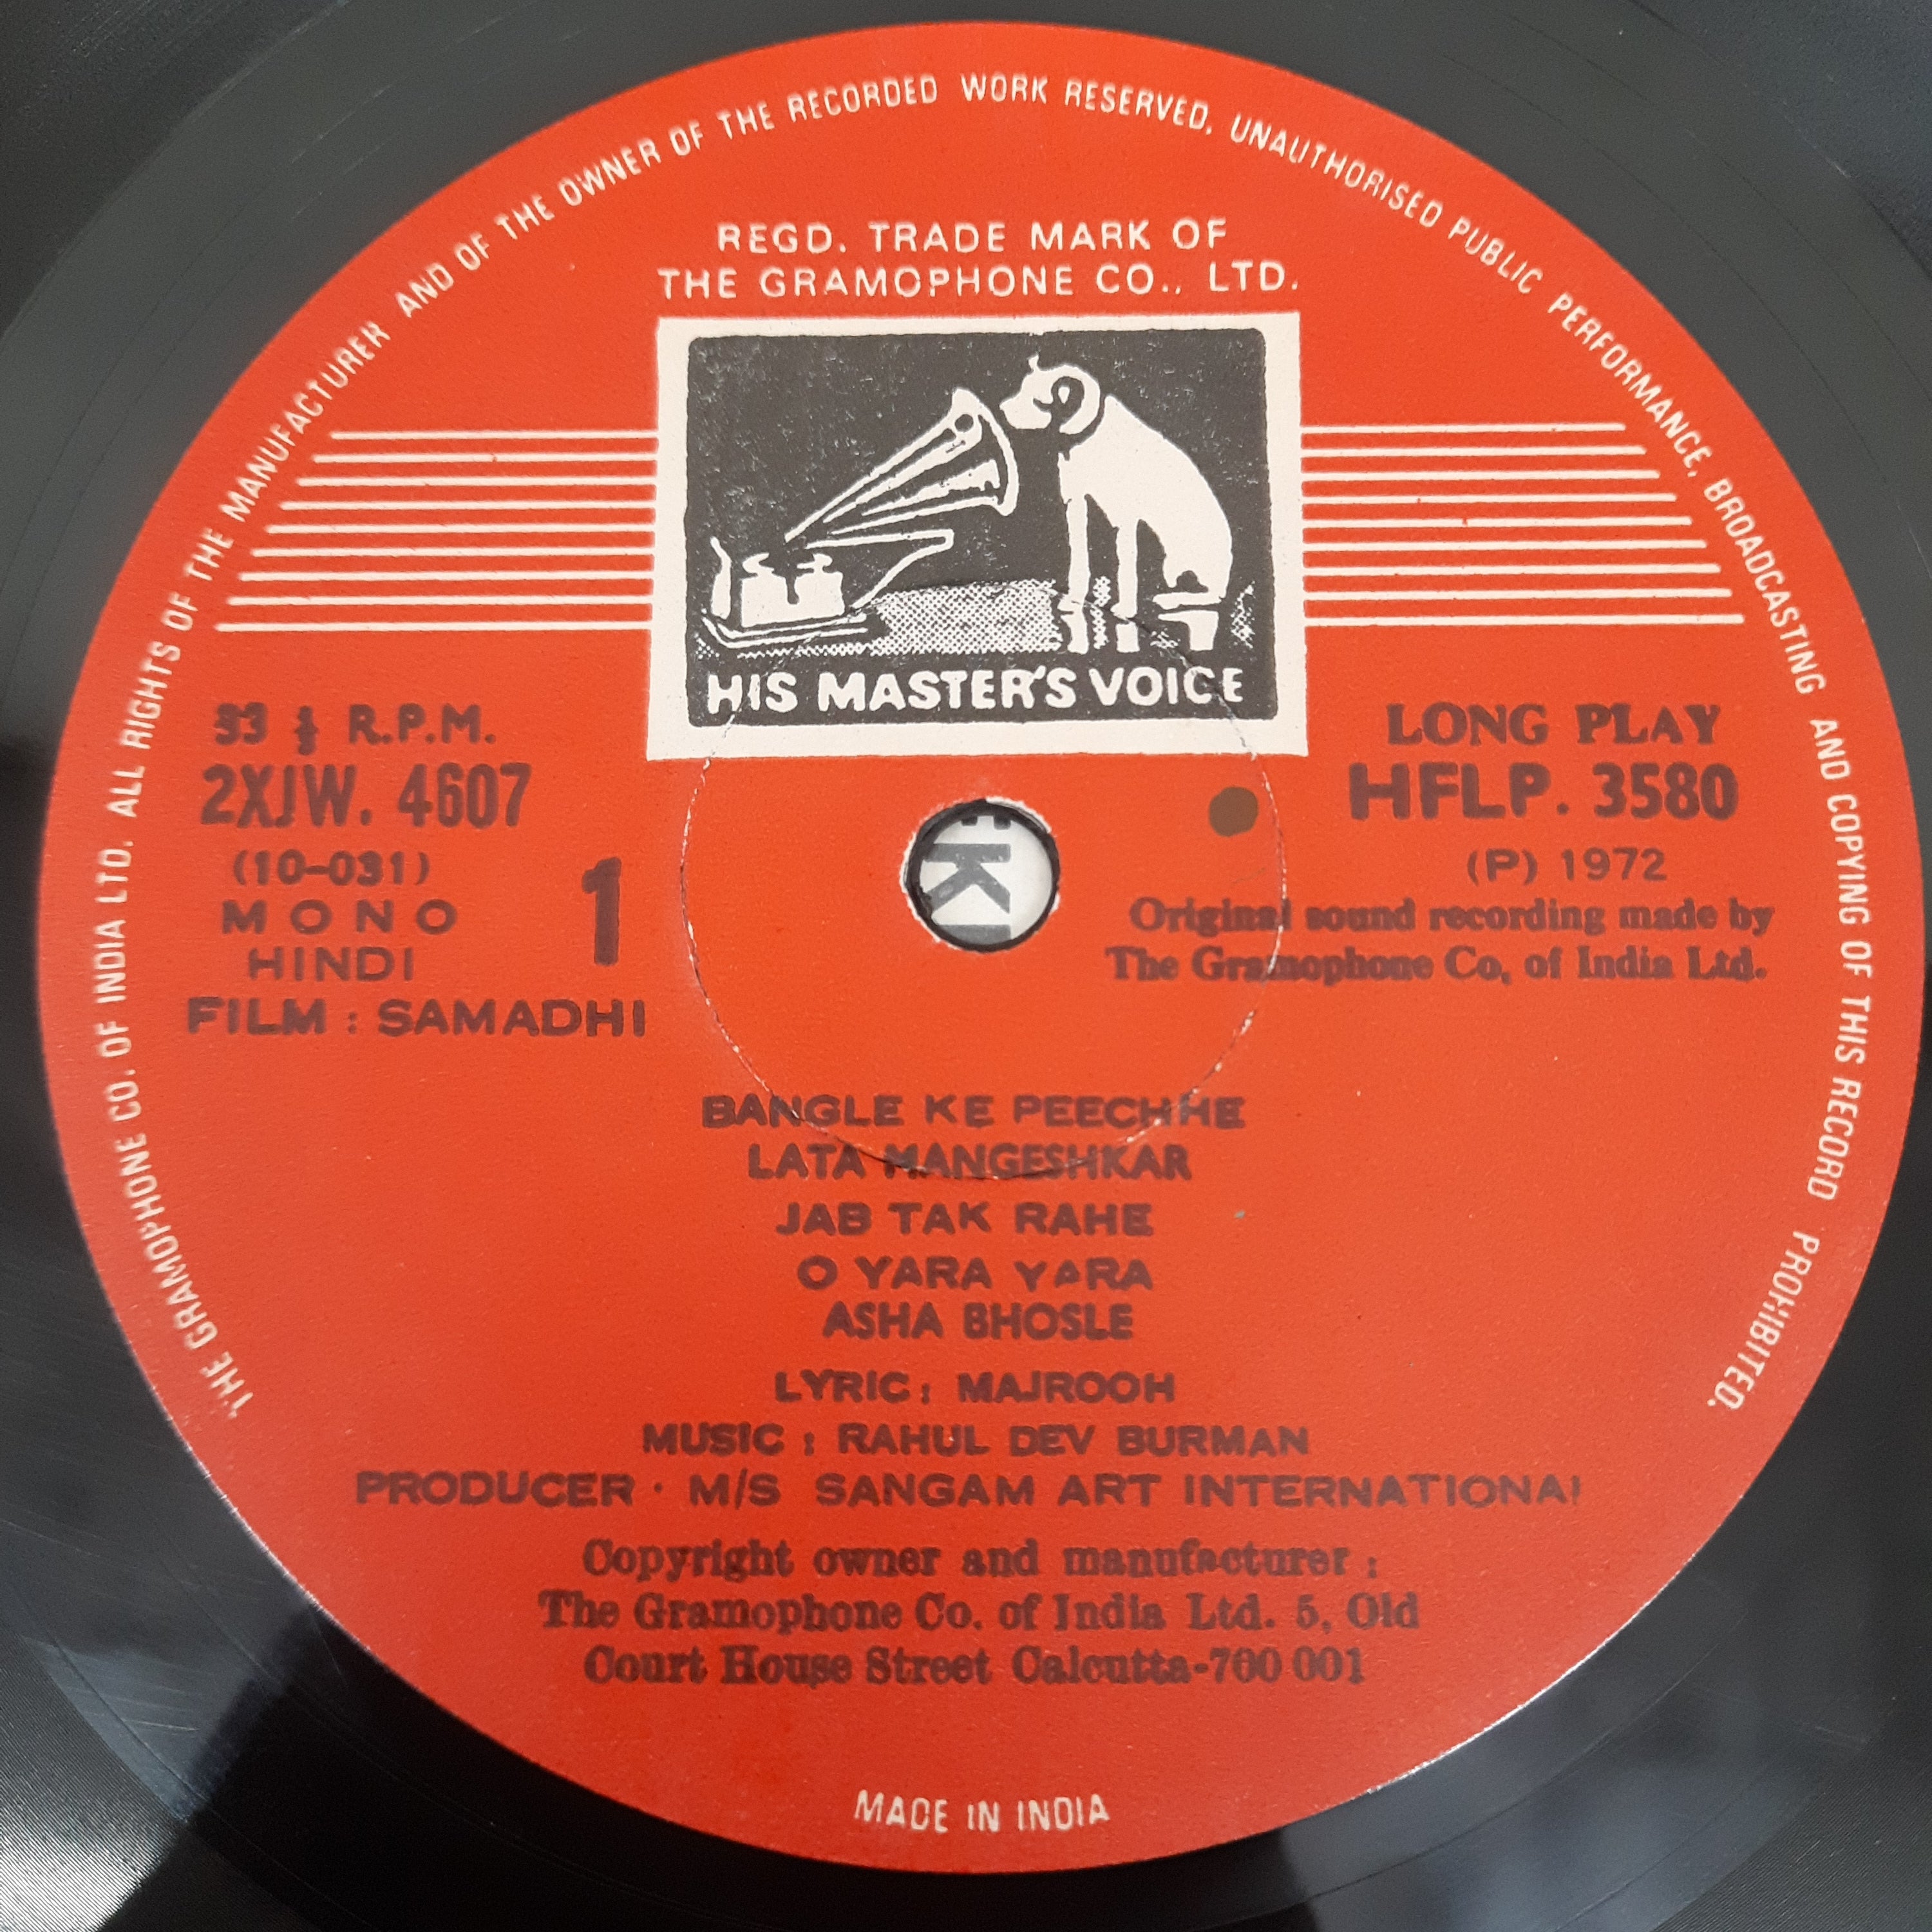 THE GRAMOPHONE CO. OF INDIA LTD. ALL RIGHTS OF THE MANUFACTURER AND OF THE OWNER OF THE RECORDED WORK RESERVED, UNAUTHORISED PUBLIC PERFORMANCE, BROADCASTING AND COPYING OF THIS RECORD PROHIBITED.
REGD. TRADE MARK OF
THE GRAMOPHONE CO., LTD.
HIS MASTER'S VOICE
33 ⅓ R.P.M.
2XJW. 4607
(10-031)
MONO
HINDI
1
FILM : SAMADHI
LONG PLAY
HFLP. 3580
(P) 1972
Original sound recording made by
The Gramophone Co, of India Ltd.
BANGLE KE PEECHHE
LATA MANGESHKAR
JAB TAK RAHE
O YARA YARA
ASHA BHOSLE
LYRIC : MAJROOH
MUSIC : RAHUL DEV BURMAN
PRODUCER · M/S SANGAM ART INTERNATIONAL
Copyright owner and manufacturer :
The Gramophone Co. of India Ltd. 5, Old
Court House Street Calcutta-700 001
MADE IN INDIA